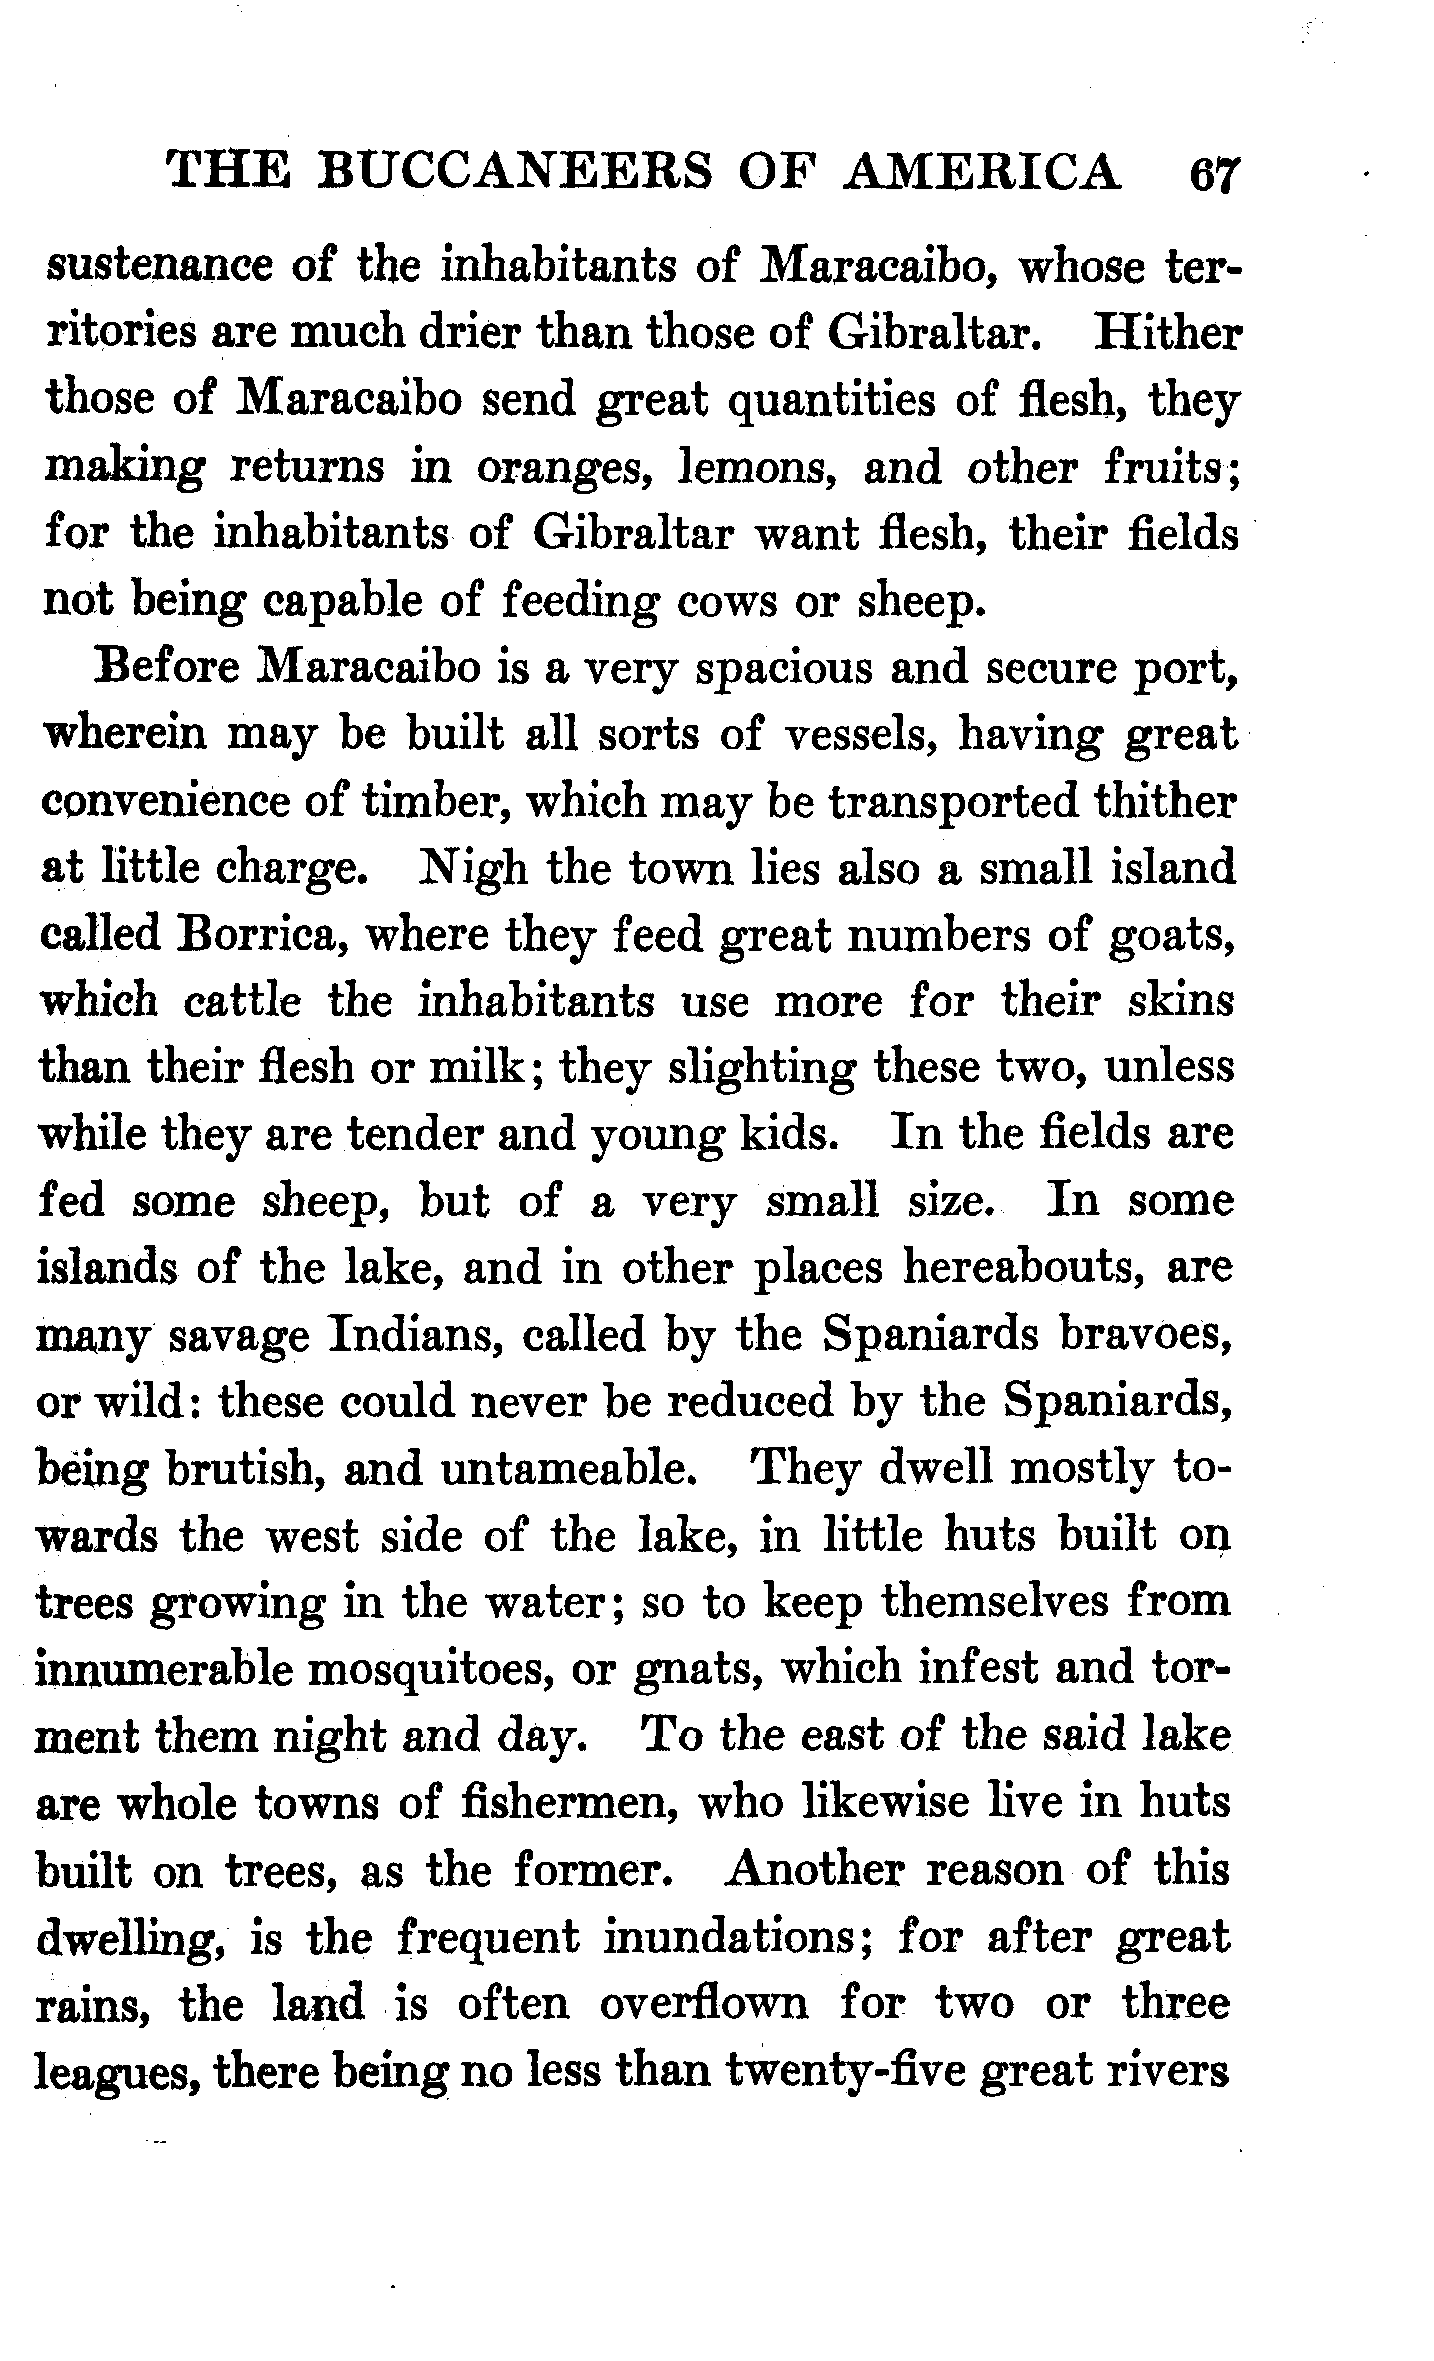 THE BUCCANEERS OF AMERICA 67
sustenance of the inhabitants of Maracaibo, whose ter-
ritories are much drier than those of Gibraltar. Hither
those of Maracaibo send great quantities of flesh, they
making returns in oranges, lemons, and other fruits;
for the inhabitants of Gibraltar want flesh, their fields
not being capable of feeding cows or sheep.
Before Maracaibo is a very spacious and secure port,
wherein may be built all sorts of vessels, having great
convenience of timber, which may be transported thither
at little charge. Nigh the town lies also a small island
called Borrica, where they feed great numbers of goats,
which cattle the inhabitants use more for their skins
than their flesh or milk; they slighting these two, unless
while they are tender and young kids. In the fields are
fed some sheep, but of a very small size. In some
islands of the lake, and in other places hereabouts, are
many savage Indians, called by the Spaniards bravoes,
or wild: these could never be reduced by the Spaniards,
being brutish, and untameable. They dwell mostly to-
wards the west side of the lake, in little huts built on
trees growing in the water; so to keep themselves from
innumerable mosquitoes, or gnats, which infest and tor-
ment them night and day. To the east of the said lake
are whole towns of fishermen, who likewise live in huts
built on trees, as the former. Another reason of this
dwelling, is the frequent inundations; for after great
rains, the land is often overflown for two or three
leagues, there being no less than twenty-five great rivers